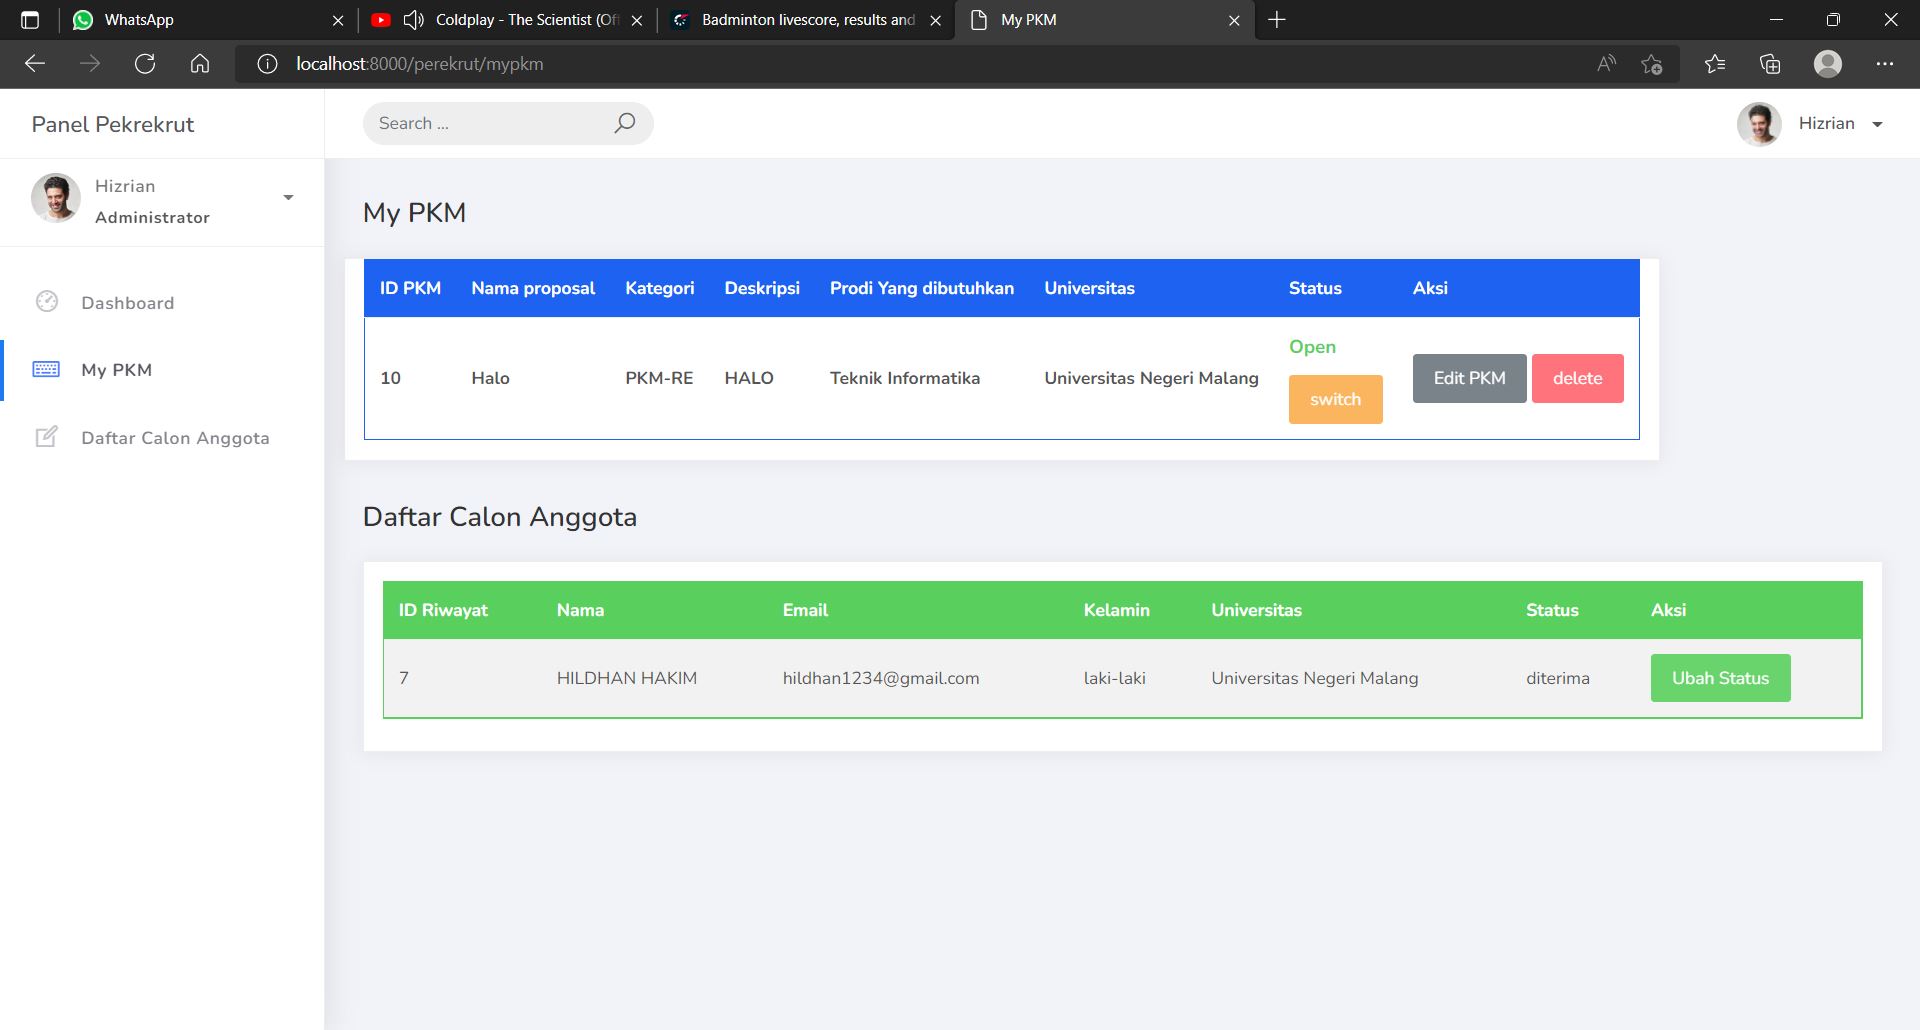 WhatsApp
Coldplay - The Scientist (Of
Badminton livescore, results and
My PKM
localhost:8000/perekrut/mypkm
Panel Pekrekrut
Search ...
Hizrian
Hizrian
Administrator
Dashboard
My PKM
Daftar Calon Anggota
My PKM
ID PKM Nama proposal Kategori Deskripsi Prodi Yang dibutuhkan Universitas Status Aksi
10 Halo PKM-RE HALO Teknik Informatika Universitas Negeri Malang Open switch Edit PKM delete
Daftar Calon Anggota
ID Riwayat Nama Email Kelamin Universitas Status Aksi
7 HILDHAN HAKIM hildhan1234@gmail.com laki-laki Universitas Negeri Malang diterima Ubah Status